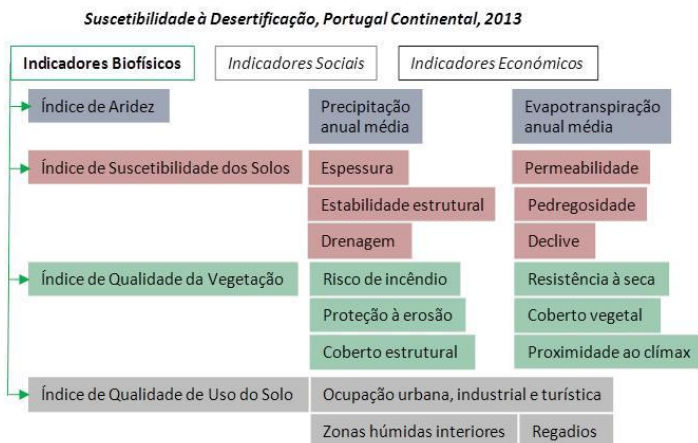 Suscetibilidade à Desertificação, Portugal Continental, 2013
Indicadores Biofísicos
Indicadores Sociais
Indicadores Económicos
Índice de Aridez
Precipitação
anual média
Evapotranspiração
anual média
Índice de Suscetibilidade dos Solos
Espessura
Permeabilidade
Estabilidade estrutural
Pedregosidade
Drenagem
Declive
Índice de Qualidade da Vegetação
Risco de incêndio
Resistência à seca
Proteção à erosão
Coberto vegetal
Coberto estrutural
Proximidade ao clímax
Índice de Qualidade de Uso do Solo
Ocupação urbana, industrial e turística
Zonas húmidas interiores
Regadios